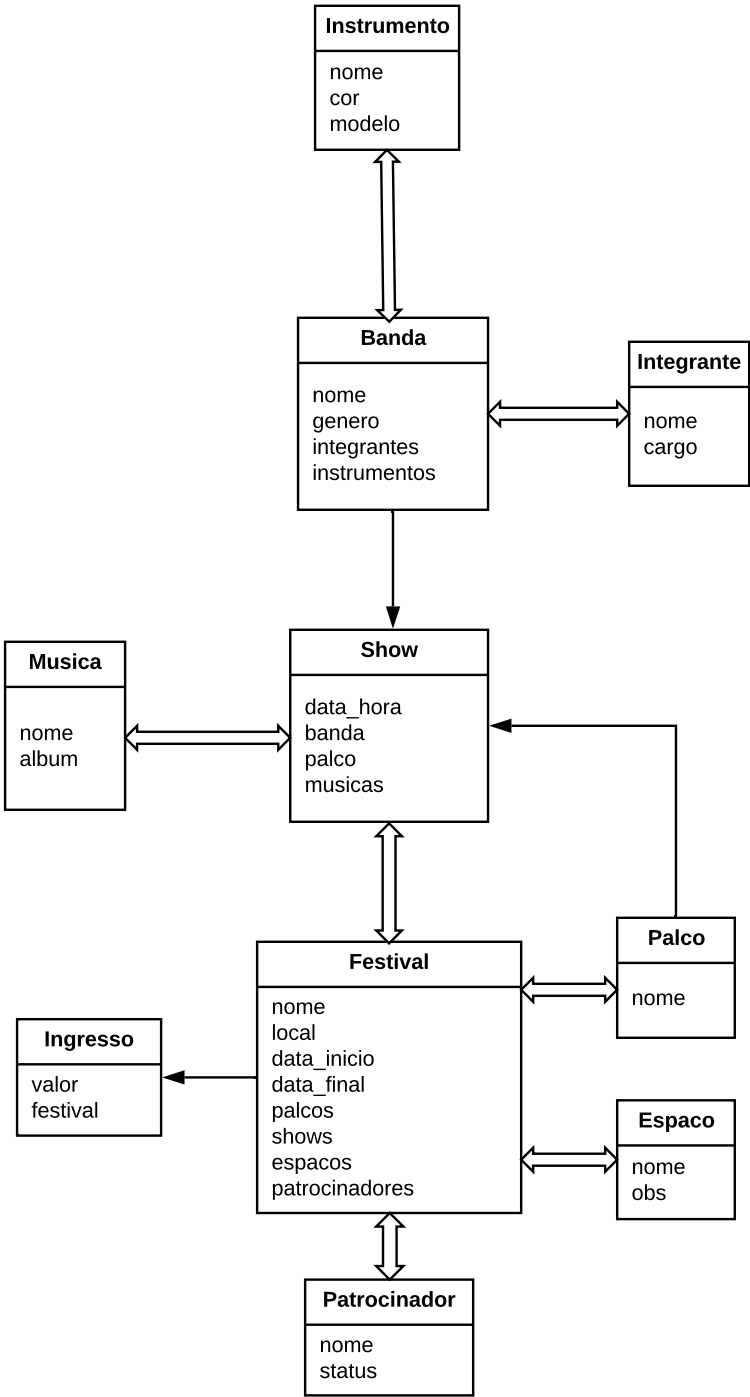 Instrumento
nome
cor
modelo
Banda
nome
genero
integrantes
instrumentos
Integrante
nome
cargo
Musica
nome
album
Show
data_hora
banda
palco
musicas
Festival
nome
local
data_inicio
data_final
palcos
shows
espacos
patrocinadores
Palco
nome
Ingresso
valor
festival
Espaco
nome
obs
Patrocinador
nome
status